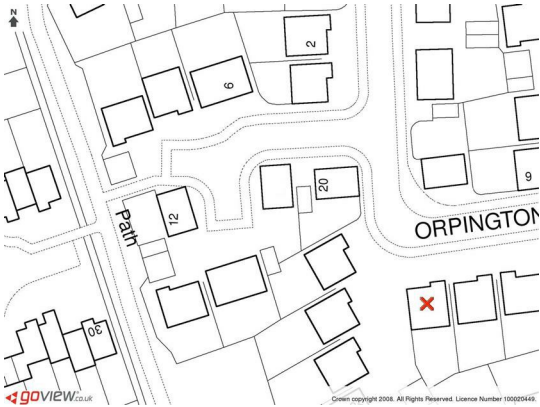 N
2
6
20
9
12
Path
ORPINGTON
30
goview.co.uk
Crown copyright 2008. All Rights Reserved. Licence Number 100020449.